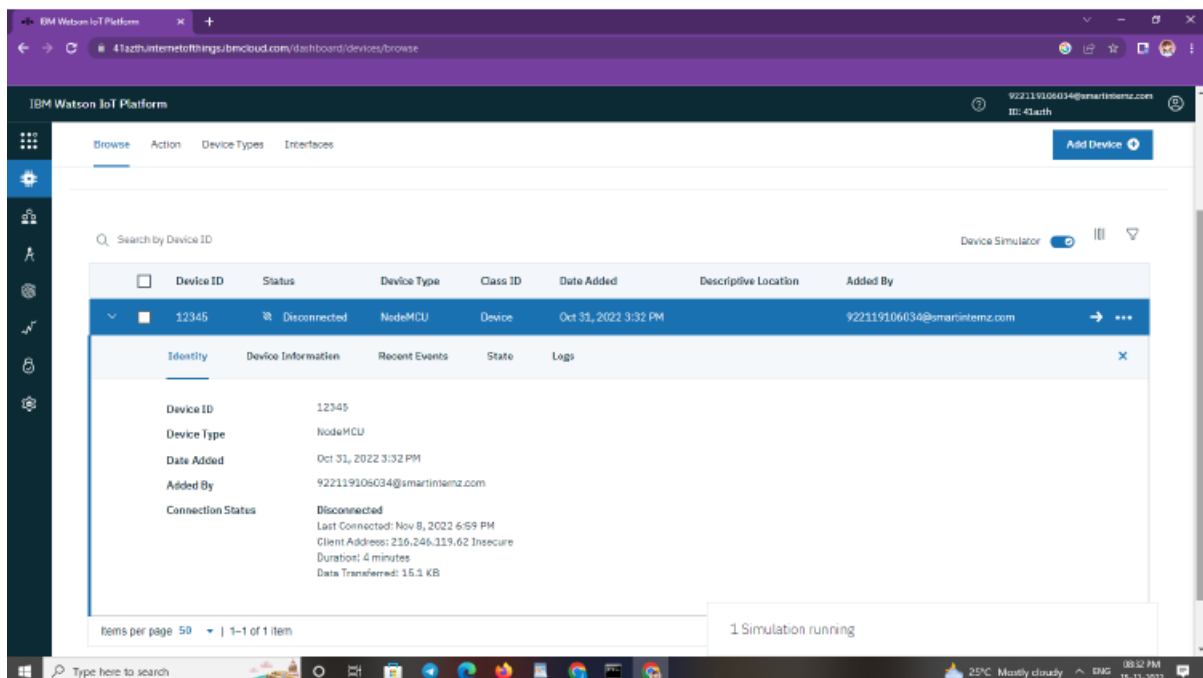 IBM Watson IoT Platform
41azth.internetofthings.ibmcloud.com/dashboard/devices/browse
IBM Watson IoT Platform
922119106034@smartinternz.com
ID: 41azth
Browse Action Device Types Interfaces
Add Device
Search by Device ID
Device Simulator
Device ID Status Device Type Class ID Date Added Descriptive Location Added By
12345 Disconnected NodeMCU Device Oct 31, 2022 3:32 PM 922119106034@smartinternz.com
Identity Device Information Recent Events State Logs
Device ID 12345
Device Type NodeMCU
Date Added Oct 31, 2022 3:32 PM
Added By 922119106034@smartinternz.com
Connection Status Disconnected
Last Connected: Nov 8, 2022 6:59 PM
Client Address: 216.246.119.62 Insecure
Duration: 4 minutes
Data Transferred: 15.1 KB
Items per page 50 | 1–1 of 1 item
1 Simulation running
Type here to search
25°C Mostly cloudy ENG 08:32 PM